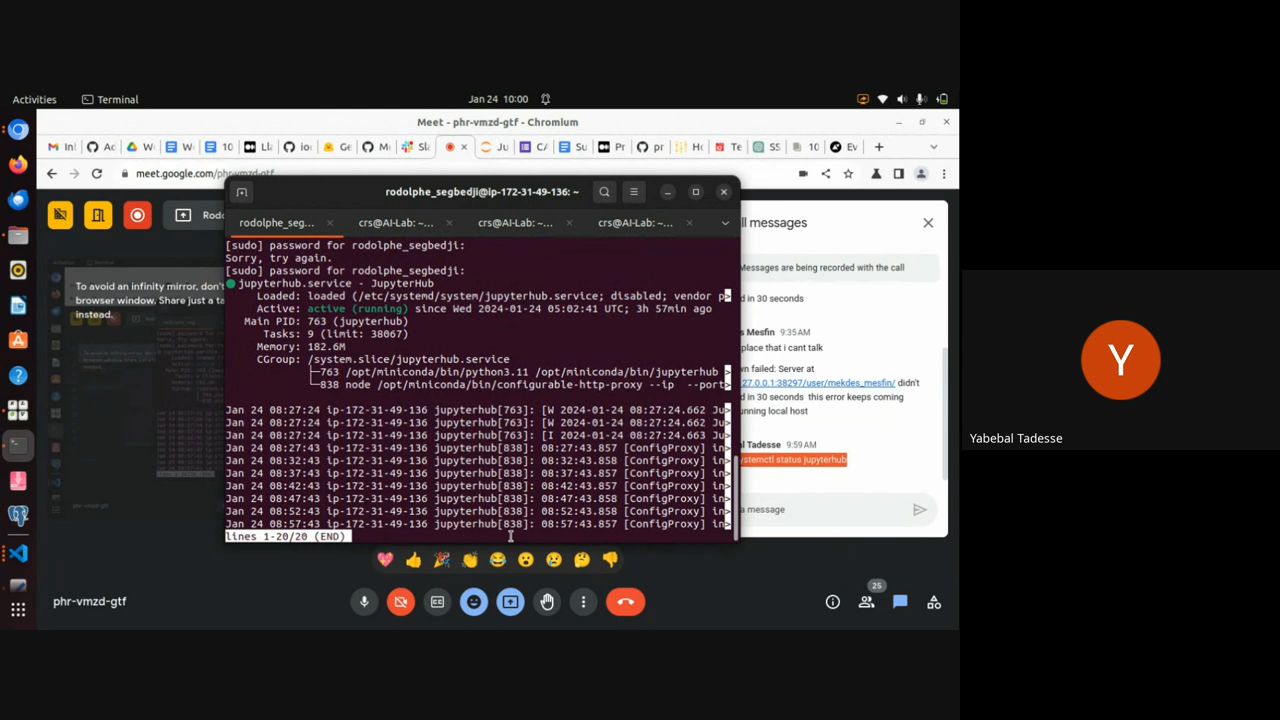 Activities
Terminal
Jan 24 10:00
Meet - phr-vmzd-gtf - Chromium
meet.google.com/phr-vmzd-gtf
rodolphe_segbedji@ip-172-31-49-136: ~
rodolphe_seg...
crs@AI-Lab: ~...
crs@AI-Lab: ~...
crs@AI-Lab: ~...
To avoid an infinity mirror, don'
browser window. Share just a ta
instead.
[sudo] password for rodolphe_segbedji:
Sorry, try again.
[sudo] password for rodolphe_segbedji:
jupyterhub.service - JupyterHub
Loaded: loaded (/etc/systemd/system/jupyterhub.service; disabled; vendor p>
Active: active (running) since Wed 2024-01-24 05:02:41 UTC; 3h 57min ago
Main PID: 763 (jupyterhub)
Tasks: 9 (limit: 38067)
Memory: 182.6M
CGroup: /system.slice/jupyterhub.service
├─763 /opt/miniconda/bin/python3.11 /opt/miniconda/bin/jupyterhub >
└─838 node /opt/miniconda/bin/configurable-http-proxy --ip --port>
Jan 24 08:27:24 ip-172-31-49-136 jupyterhub[763]: [W 2024-01-24 08:27:24.662 Ju>
Jan 24 08:27:24 ip-172-31-49-136 jupyterhub[763]: [W 2024-01-24 08:27:24.662 Ju>
Jan 24 08:27:24 ip-172-31-49-136 jupyterhub[763]: [I 2024-01-24 08:27:24.663 Ju>
Jan 24 08:27:43 ip-172-31-49-136 jupyterhub[838]: 08:27:43.857 [ConfigProxy] in>
Jan 24 08:32:43 ip-172-31-49-136 jupyterhub[838]: 08:32:43.858 [ConfigProxy] in>
Jan 24 08:37:43 ip-172-31-49-136 jupyterhub[838]: 08:37:43.857 [ConfigProxy] in>
Jan 24 08:42:43 ip-172-31-49-136 jupyterhub[838]: 08:42:43.857 [ConfigProxy] in>
Jan 24 08:47:43 ip-172-31-49-136 jupyterhub[838]: 08:47:43.858 [ConfigProxy] in>
Jan 24 08:52:43 ip-172-31-49-136 jupyterhub[838]: 08:52:43.858 [ConfigProxy] in>
Jan 24 08:57:43 ip-172-31-49-136 jupyterhub[838]: 08:57:43.857 [ConfigProxy] in>
lines 1-20/20 (END)
ll messages
Messages are being recorded with the call
d in 30 seconds
s Mesfin 9:35 AM
place that i cant talk
wn failed: Server at
27.0.0.1:38297/user/mekdes_mesfin/ didn't
d in 30 seconds this error keeps coming
unning local host
al Tadesse 9:59 AM
ystemctl status jupyterhub
a message
phr-vmzd-gtf
25
Y
Yabebal Tadesse